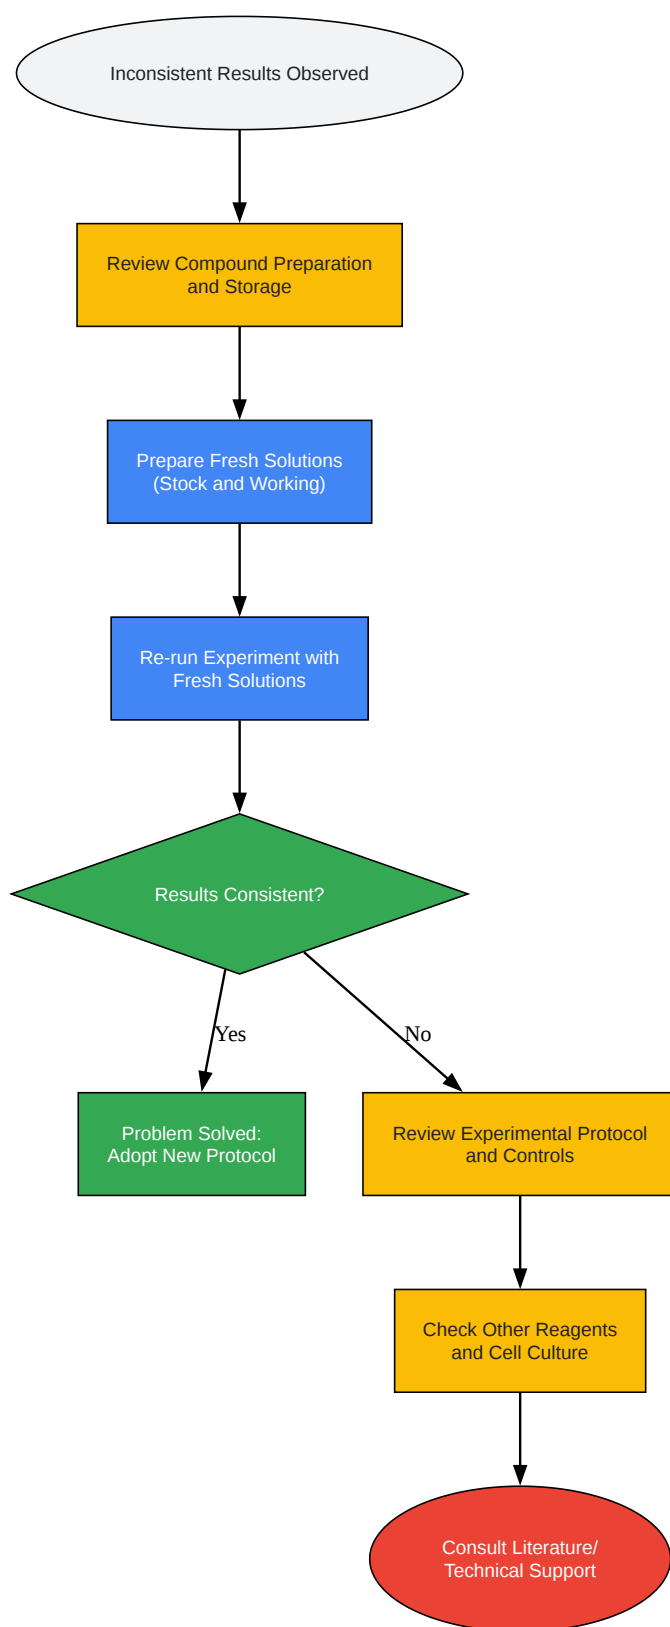 Inconsistent Results Observed
Review Compound Preparation
and Storage
Prepare Fresh Solutions
(Stock and Working)
Re-run Experiment with
Fresh Solutions
Results Consistent?
Yes
No
Problem Solved:
Adopt New Protocol
Review Experimental Protocol
and Controls
Check Other Reagents
and Cell Culture
Consult Literature/
Technical Support